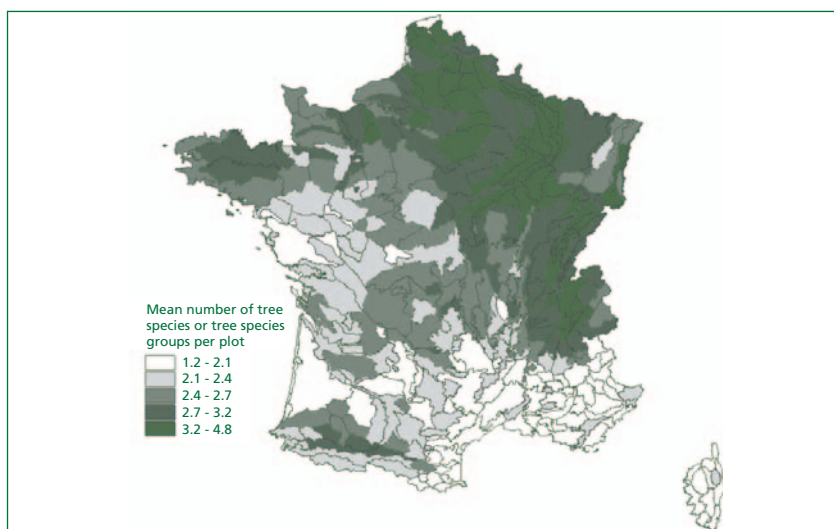 Mean number of tree
species or tree species
groups per plot
1.2 - 2.1
2.1 - 2.4
2.4 - 2.7
2.7 - 3.2
3.2 - 4.8